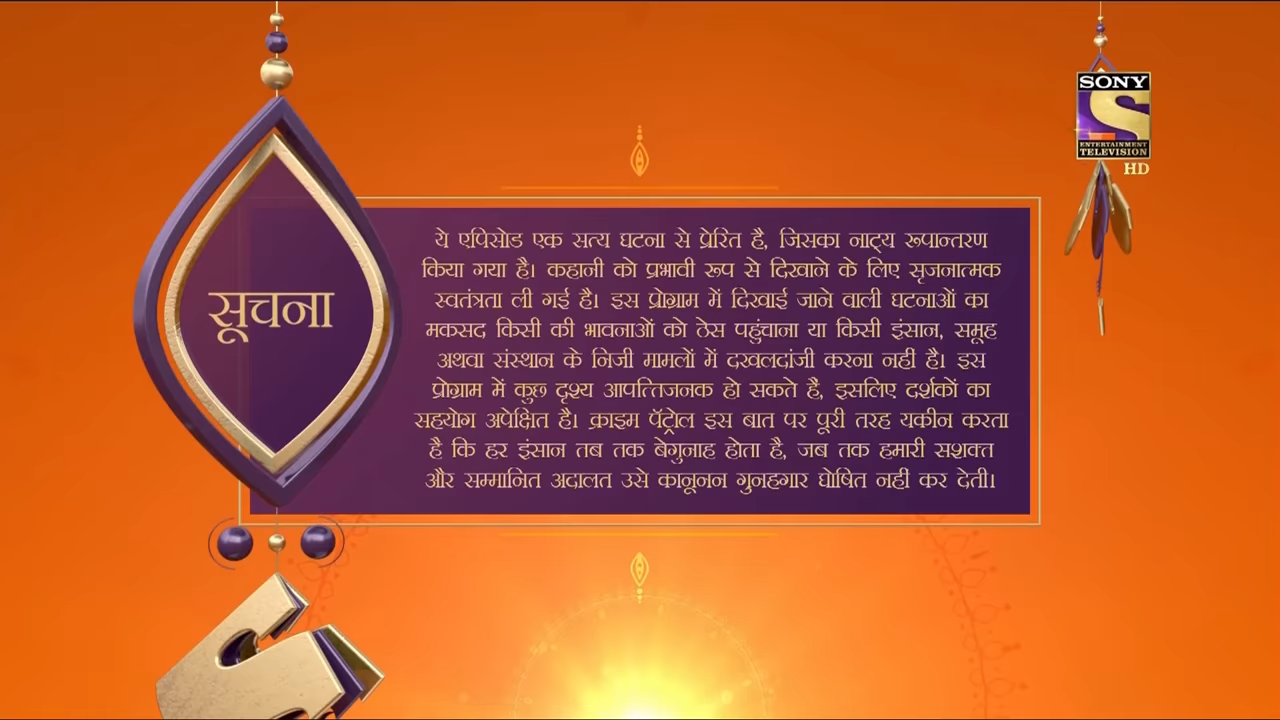 सूचना
ये एपिसोड एक सत्य घटना से प्रेरित है, जिसका नाट्य रूपान्तरण
किया गया है। कहानी को प्रभावी रूप से दिखाने के लिए सृजनात्मक
स्वतंत्रता ली गई है। इस प्रोग्राम में दिखाई जाने वाली घटनाओं का
मकसद किसी की भावनाओं को ठेस पहुंचाना या किसी इंसान, समूह
अथवा संस्थान के निजी मामलों में दखलदांजी करना नहीं है। इस
प्रोग्राम में कुछ दृश्य आपत्तिजनक हो सकते हैं, इसलिए दर्शकों का
सहयोग अपेक्षित है। क्राइम पॅट्रोल इस बात पर पूरी तरह यकीन करता
है कि हर इंसान तब तक बेगुनाह होता है, जब तक हमारी सशक्त
और सम्मानित अदालत उसे कानूनन गुनहगार घोषित नहीं कर देती।
SONY
ENTERTAINMENT
TELEVISION
HD